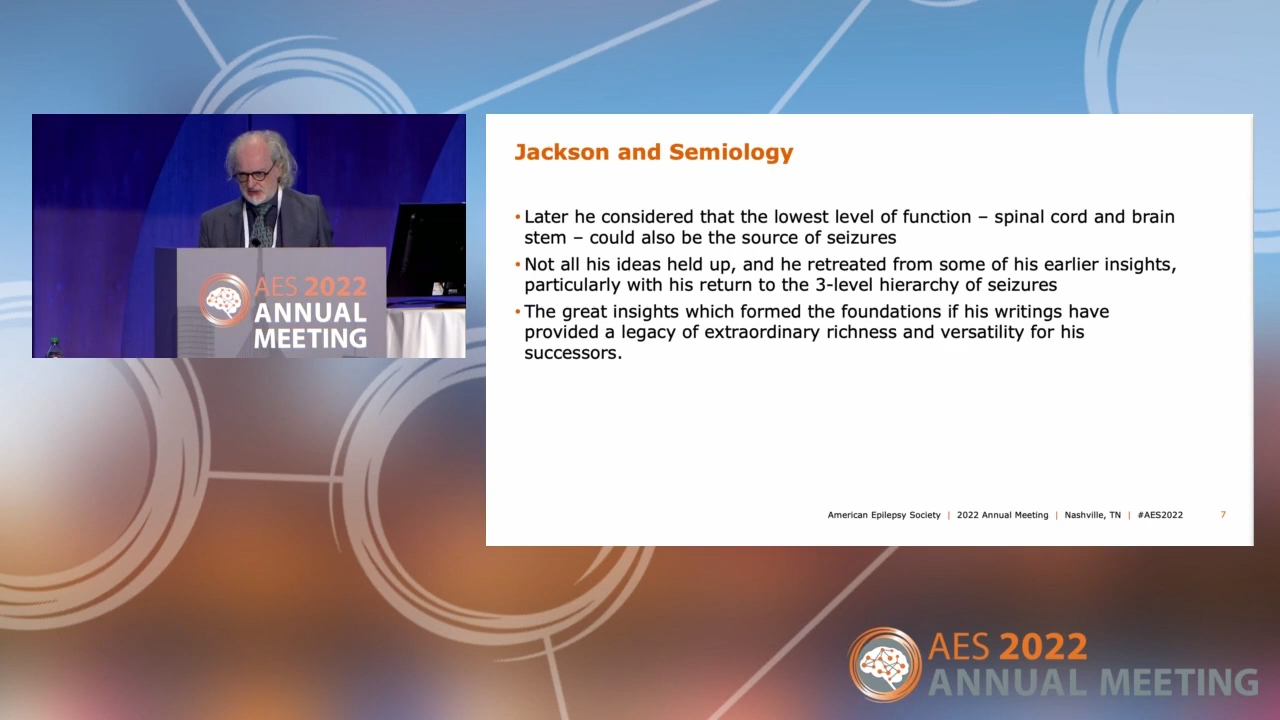 AES 2022
ANNUAL
MEETING
Jackson and Semiology
• Later he considered that the lowest level of function – spinal cord and brain
stem – could also be the source of seizures
• Not all his ideas held up, and he retreated from some of his earlier insights,
particularly with his return to the 3-level hierarchy of seizures
• The great insights which formed the foundations if his writings have
provided a legacy of extraordinary richness and versatility for his
successors.
American Epilepsy Society | 2022 Annual Meeting | Nashville, TN | #AES2022 7
AES 2022
ANNUAL MEETING